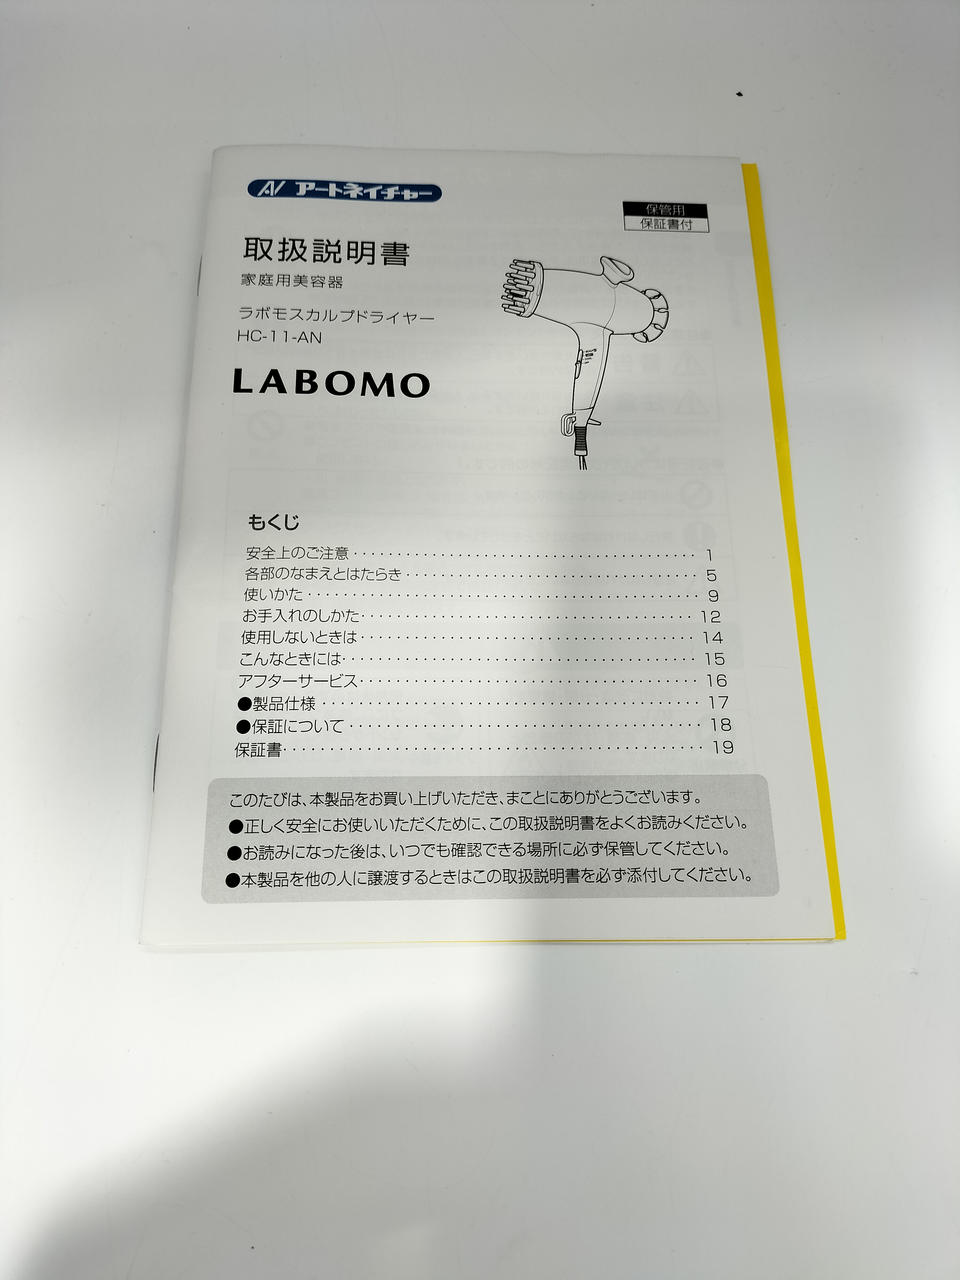 アートネイチャー
保管用
保証書付
取扱説明書
家庭用美容器
ラボモスカルプドライヤー
HC-11-AN
LABOMO
もくじ
安全上のご注意 1
各部のなまえとはたらき 5
使いかた 9
お手入れのしかた 12
使用しないときは 14
こんなときには 15
アフターサービス 16
●製品仕様 17
●保証について 18
保証書 19
このたびは、本製品をお買い上げいただき、まことにありがとうございます。
●正しく安全にお使いいただくために、この取扱説明書をよくお読みください。
●お読みになった後は、いつでも確認できる場所に必ず保管してください。
●本製品を他の人に譲渡するときはこの取扱説明書を必ず添付してください。